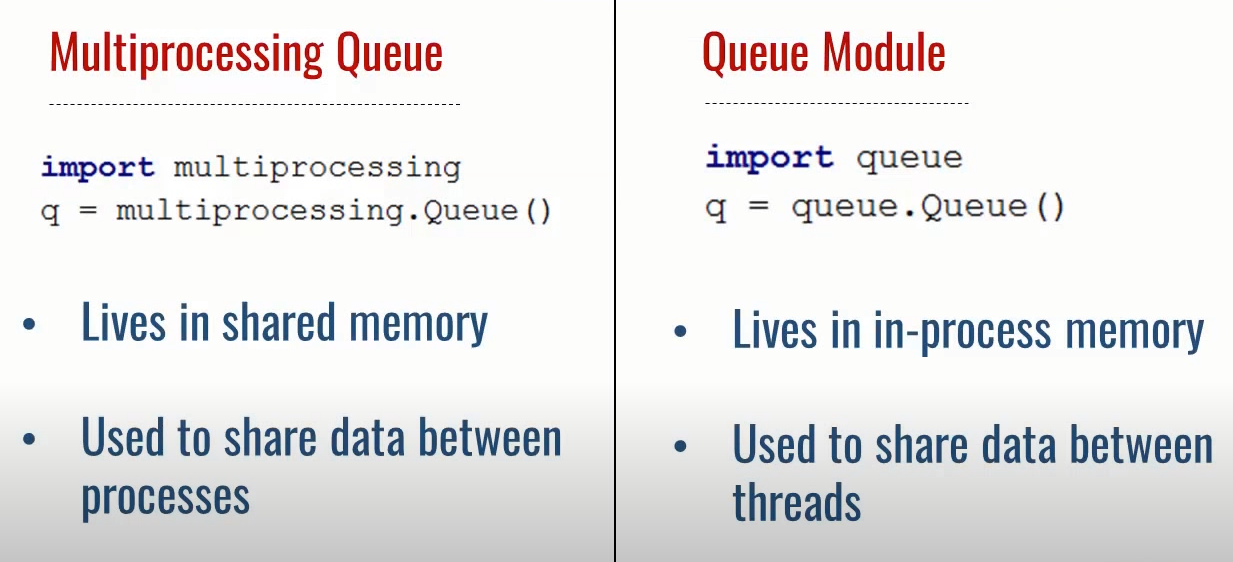 Multiprocessing Queue
import multiprocessing
q = multiprocessing.Queue()
• Lives in shared memory
• Used to share data between
processes
Queue Module
import queue
q = queue.Queue()
• Lives in in-process memory
• Used to share data between
threads